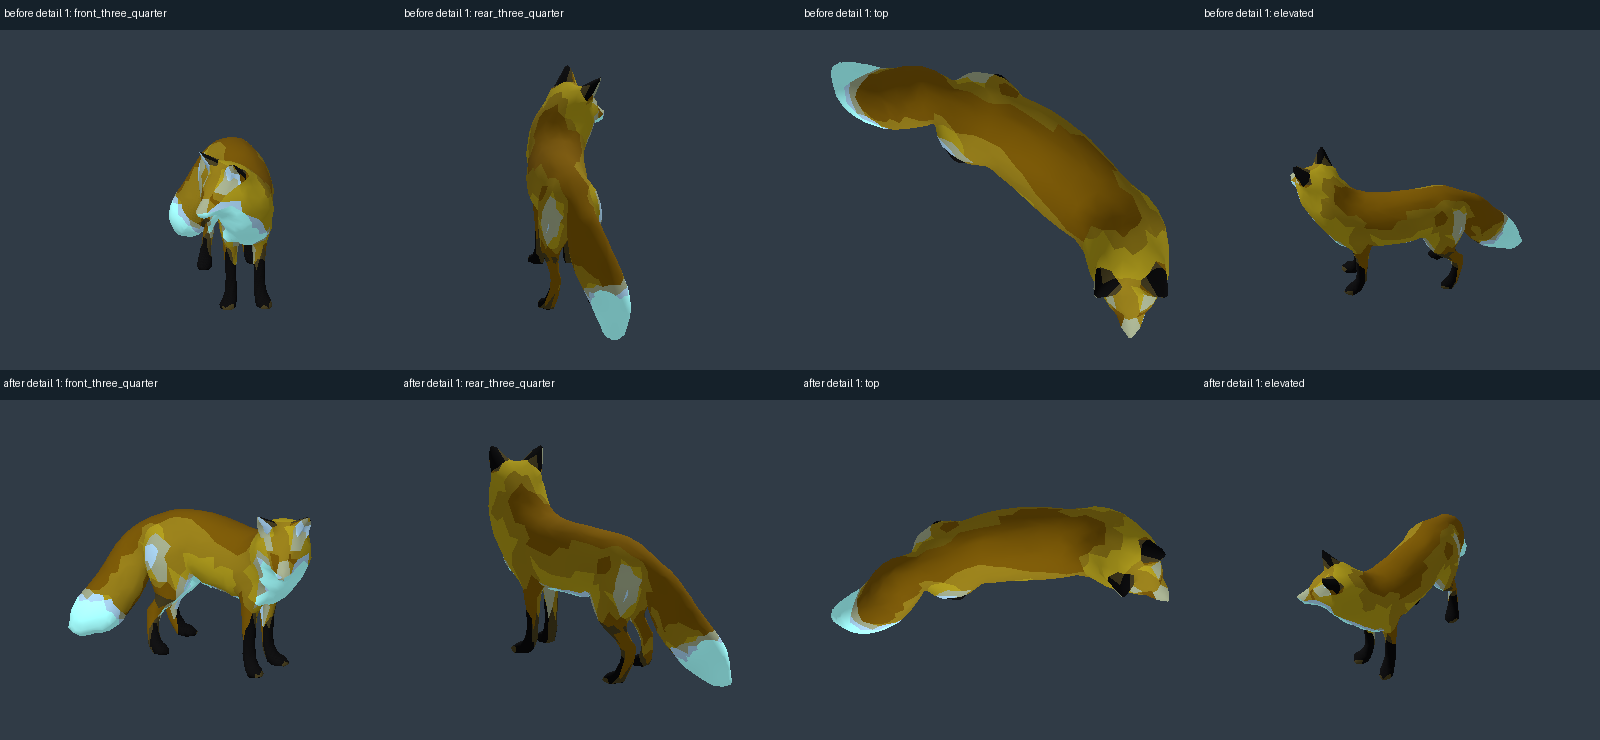 before detail 1: front_three_quarter
before detail 1: rear_three_quarter
before detail 1: top
before detail 1: elevated
after detail 1: front_three_quarter
after detail 1: rear_three_quarter
after detail 1: top
after detail 1: elevated